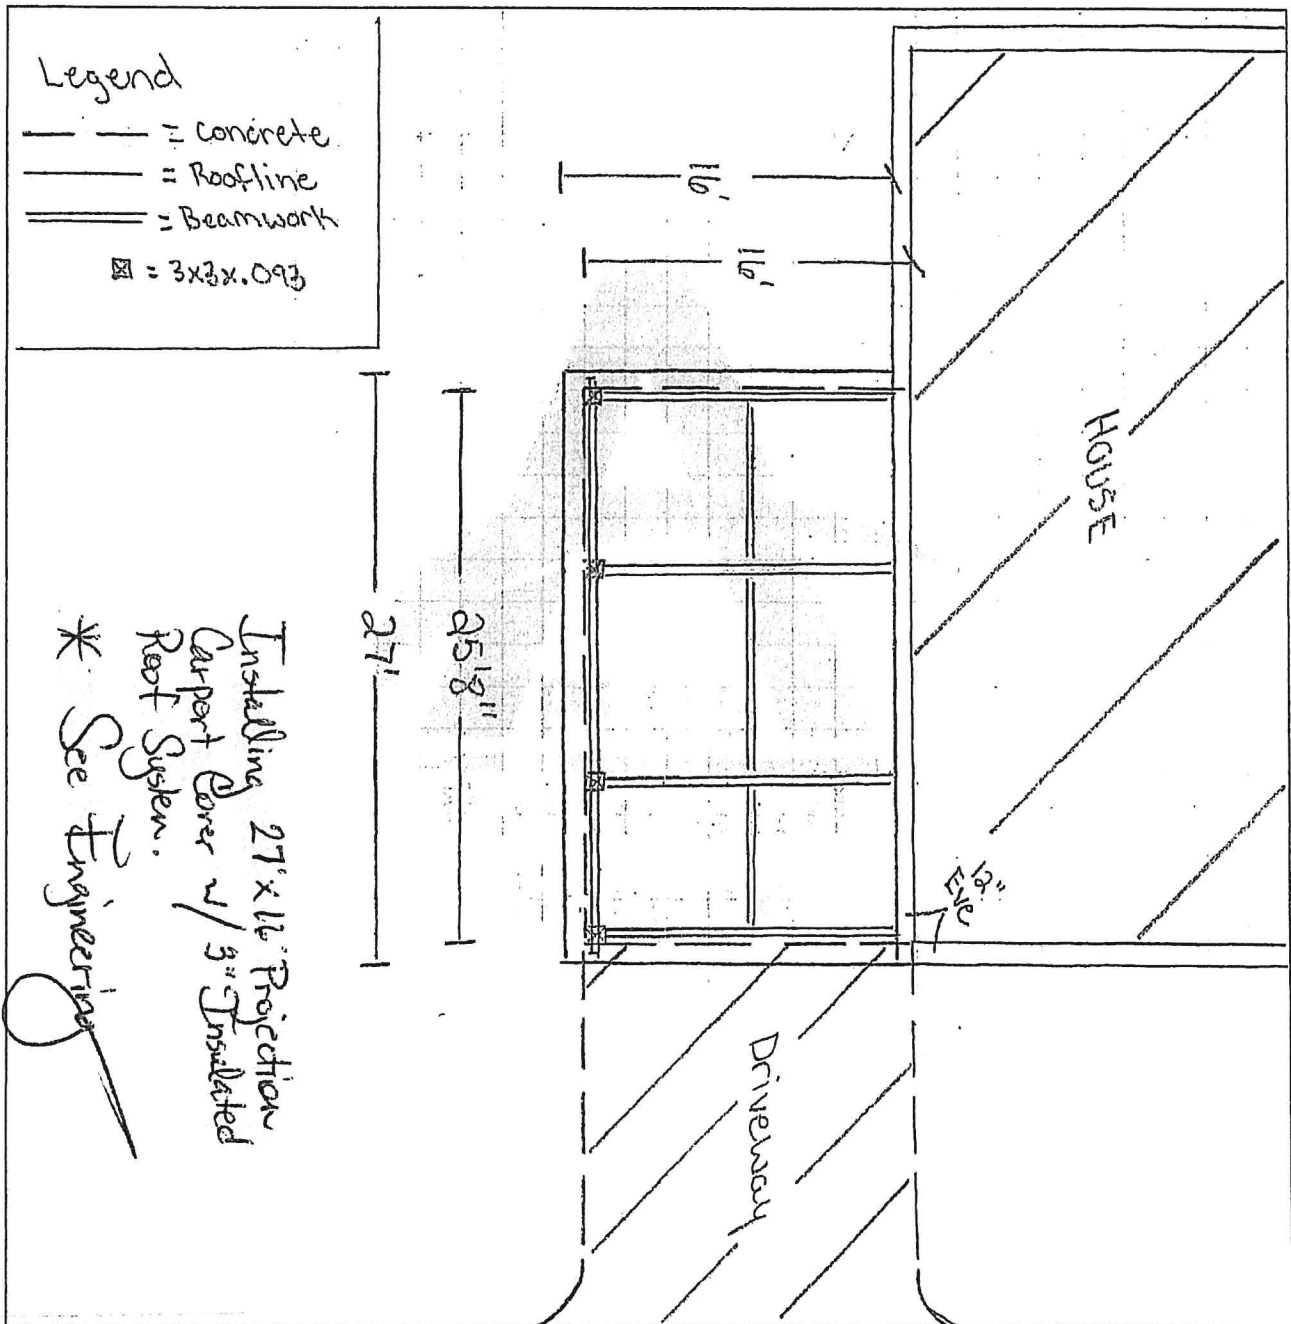 Legend
= Concrete
= Roofline
= Beamwork
= 3x3x.093
16'
16'
HOUSE
12"
Eve
25'8"
27'
Installing 27'x16' Projection
Carport Cover w/ 3" Insulated
Roof System.
* See Engineering
Driveway